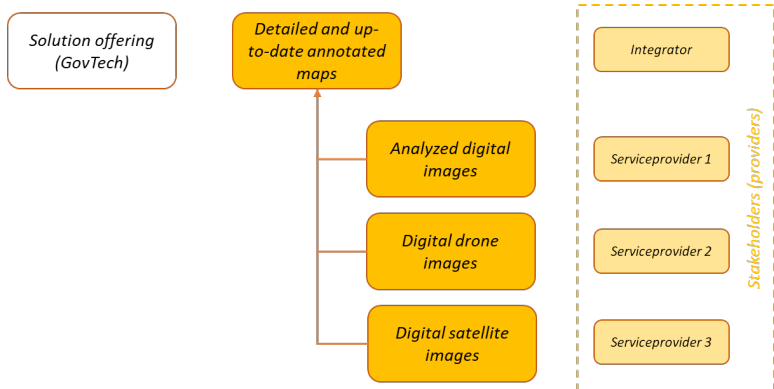 Solution offering
(GovTech)
Detailed and up-
to-date annotated
maps
Integrator
Analyzed digital
images
Serviceprovider 1
Digital drone
images
Serviceprovider 2
Digital satellite
images
Serviceprovider 3
Stakeholders (providers)